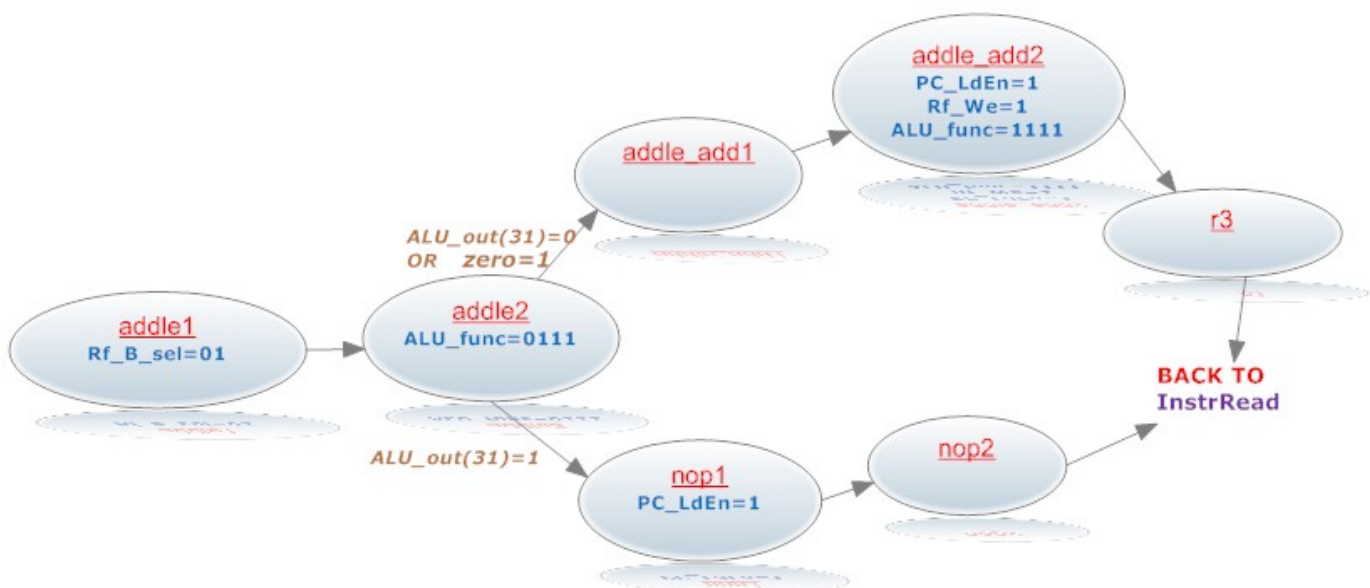 addle_add2
PC_LdEn=1
Rf_We=1
ALU_func=1111
addle_add1
r3
ALU_out(31)=0
OR zero=1
addle1
Rf_B_sel=01
addle2
ALU_func=0111
BACK TO
InstrRead
ALU_out(31)=1
nop1
PC_LdEn=1
nop2